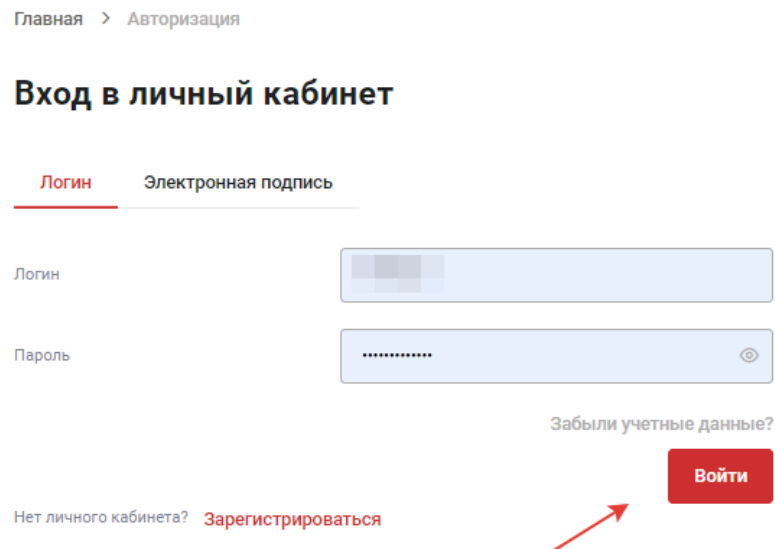 Главная > Авторизация
Вход в личный кабинет
Логин Электронная подпись
Логин
Пароль •••••••••••••
Забыли учетные данные?
Войти
Нет личного кабинета? Зарегистрироваться